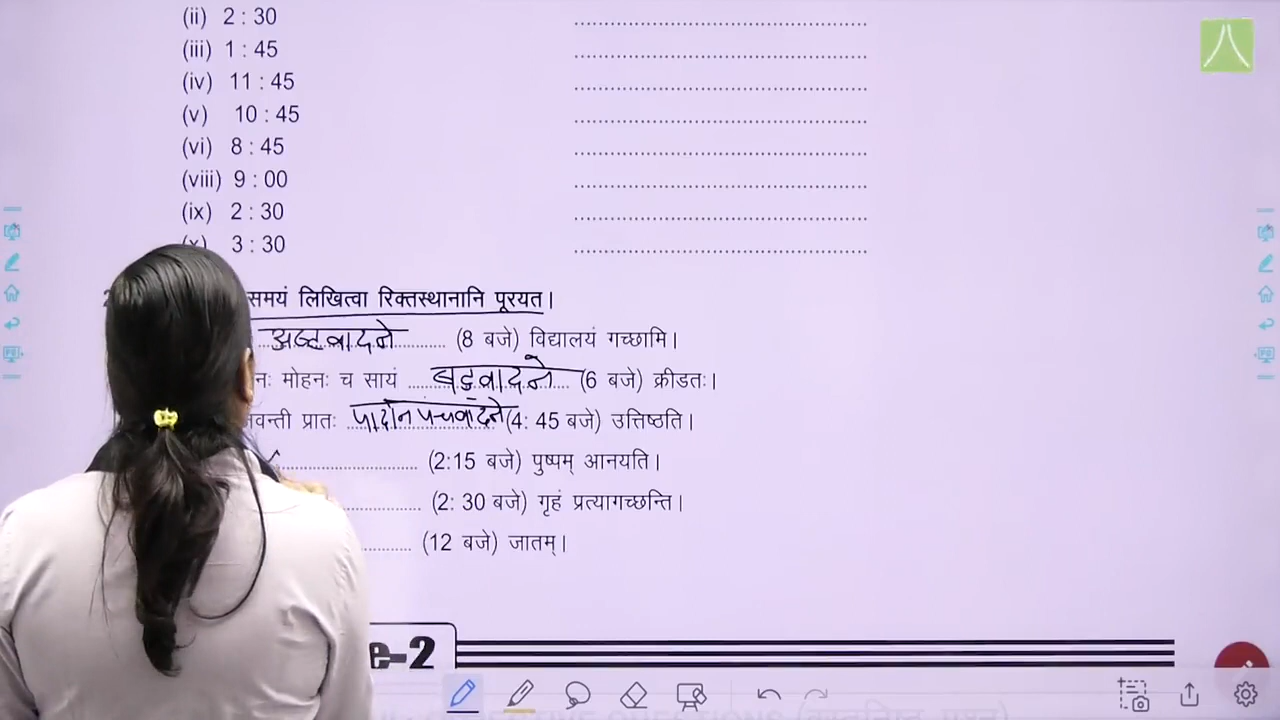 (ii) 2 : 30 ................
(iii) 1 : 45 ................
(iv) 11 : 45 ................
(v) 10 : 45 ................
(vi) 8 : 45 ................
(viii) 9 : 00 ................
(ix) 2 : 30 ................
(x) 3 : 30 ................
समयं लिखित्वा रिक्तस्थानानि पूरयत।
अष्टवादने (8 बजे) विद्यालयं गच्छामि।
नः मोहनः च सायं षड्वादने (6 बजे) क्रीडतः।
वन्ती प्रातः पादोन पंचवादने (4: 45 बजे) उत्तिष्ठति।
................ (2:15 बजे) पुष्पम् आनयति।
................ (2: 30 बजे) गृहं प्रत्यागच्छन्ति।
................ (12 बजे) जातम्।
e-2